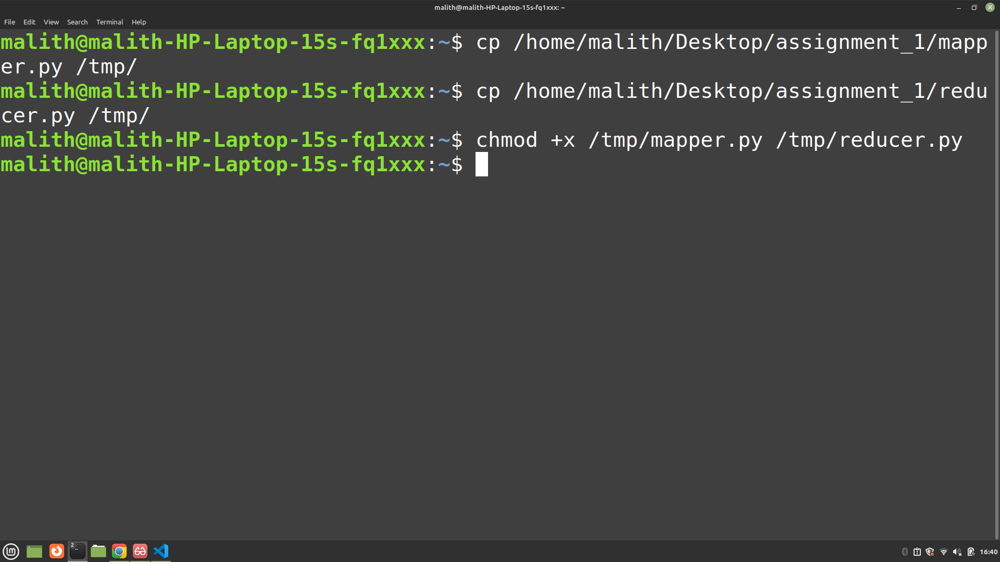 malith@malith-HP-Laptop-15s-fq1xxx: ~
File Edit View Search Terminal Help
malith@malith-HP-Laptop-15s-fq1xxx:~$ cp /home/malith/Desktop/assignment_1/mapp
er.py /tmp/
malith@malith-HP-Laptop-15s-fq1xxx:~$ cp /home/malith/Desktop/assignment_1/redu
cer.py /tmp/
malith@malith-HP-Laptop-15s-fq1xxx:~$ chmod +x /tmp/mapper.py /tmp/reducer.py
malith@malith-HP-Laptop-15s-fq1xxx:~$
2
16:40